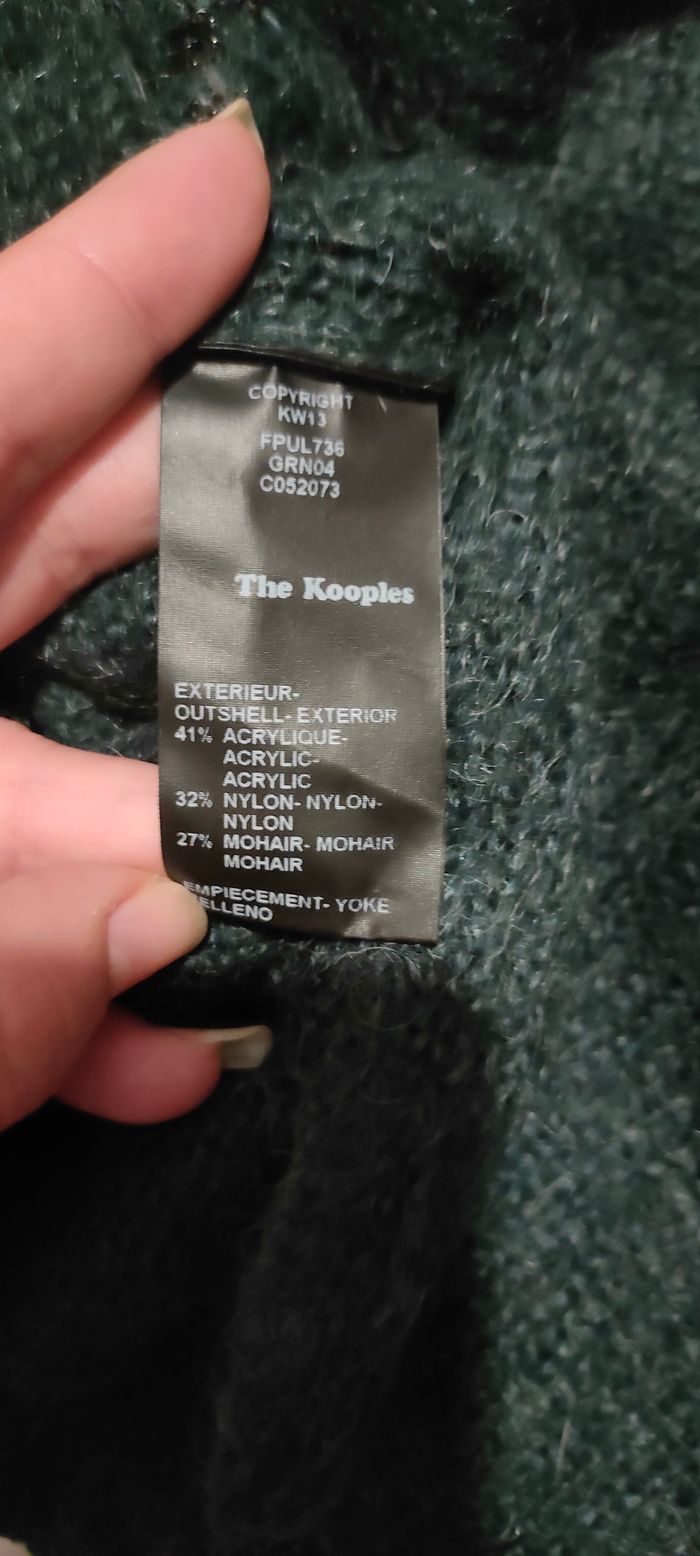 COPYRIGHT
KW13
FPUL736
GRN04
C052073
The Kooples
EXTERIEUR-
OUTSHELL- EXTERIOR
41% ACRYLIQUE-
ACRYLIC-
ACRYLIC
32% NYLON- NYLON-
NYLON
27% MOHAIR- MOHAIR
MOHAIR
EMPIECEMENT- YOKE